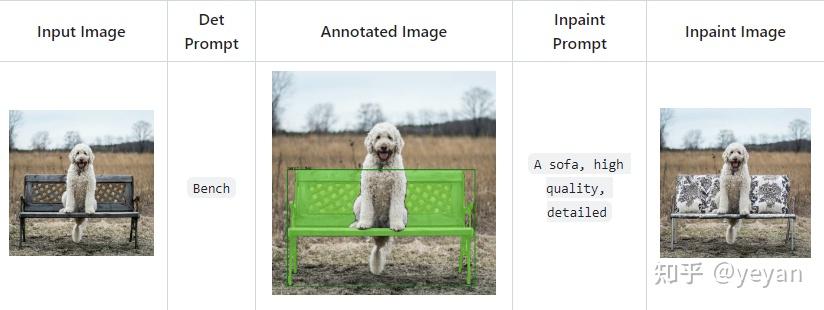 Input Image
Det
Prompt
Annotated Image
Inpaint
Prompt
Inpaint Image
Bench
A sofa, high
quality,
detailed
知乎 @yeyan